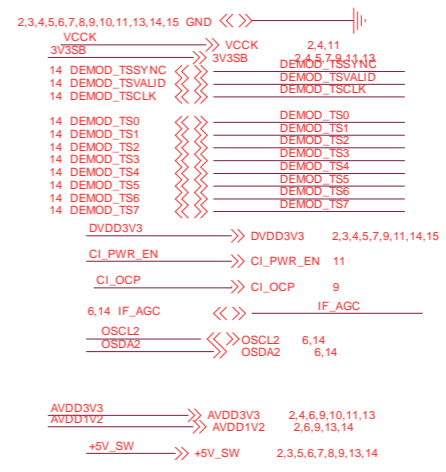 2,3,4,5,6,7,8,9,10,11,13,14,15 GND
VCCK VCCK 2,4,11
3V3SB 3V3SB 2,4,5,7,9,11,13
14 DEMOD_TSSYNC DEMOD_TSSYNC
14 DEMOD_TSVALID DEMOD_TSVALID
14 DEMOD_TSCLK DEMOD_TSCLK
14 DEMOD_TS0 DEMOD_TS0
14 DEMOD_TS1 DEMOD_TS1
14 DEMOD_TS2 DEMOD_TS2
14 DEMOD_TS3 DEMOD_TS3
14 DEMOD_TS4 DEMOD_TS4
14 DEMOD_TS5 DEMOD_TS5
14 DEMOD_TS6 DEMOD_TS6
14 DEMOD_TS7 DEMOD_TS7
DVDD3V3 DVDD3V3 2,3,4,5,7,9,11,14,15
CI_PWR_EN CI_PWR_EN 11
CI_OCP CI_OCP 9
6,14 IF_AGC IF_AGC
OSCL2 OSCL2 6,14
OSDA2 OSDA2 6,14
AVDD3V3 AVDD3V3 2,4,6,9,10,11,13
AVDD1V2 AVDD1V2 2,6,9,13,14
+5V_SW +5V_SW 2,3,5,6,7,8,9,13,14